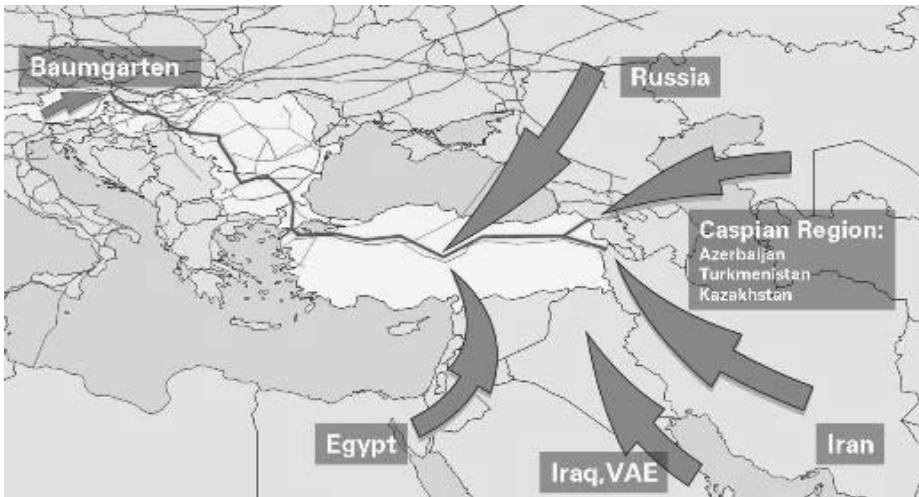 Baumgarten
Russia
Caspian Region:
Azerbaijan
Turkmenistan
Kazakhstan
Egypt
Iraq,VAE
Iran